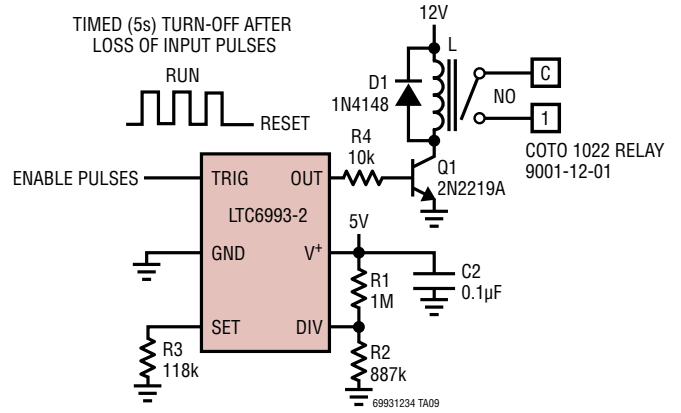 TIMED (5s) TURN-OFF AFTER
LOSS OF INPUT PULSES
RUN
RESET
12V
L
D1
1N4148
NO
C
1
COTO 1022 RELAY
9001-12-01
R4
10k
Q1
2N2219A
ENABLE PULSES
TRIG
OUT
LTC6993-2
GND
V+
5V
C2
0.1µF
R1
1M
SET
DIV
R3
118k
R2
887k
69931234 TA09